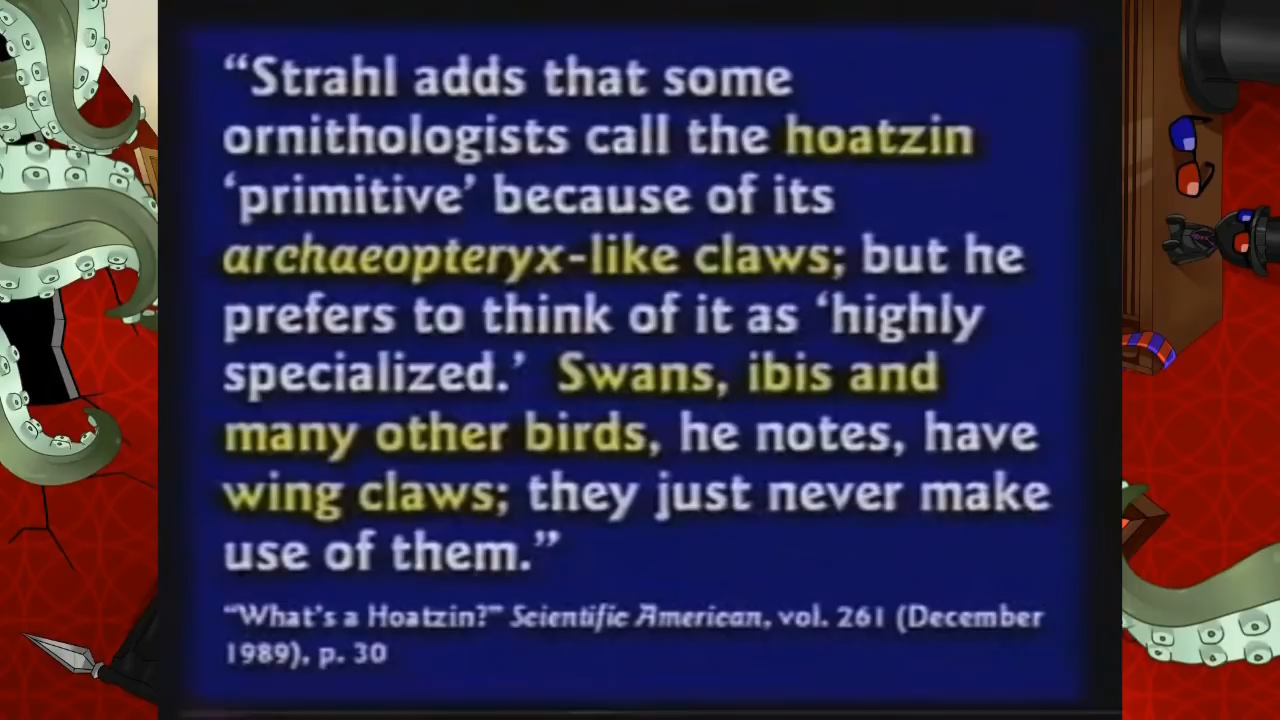 “Strahl adds that some
ornithologists call the hoatzin
‘primitive’ because of its
archaeopteryx-like claws; but he
prefers to think of it as ‘highly
specialized.’ Swans, ibis and
many other birds, he notes, have
wing claws; they just never make
use of them.”
“What’s a Hoatzin?” Scientific American, vol. 261 (December
1989), p. 30